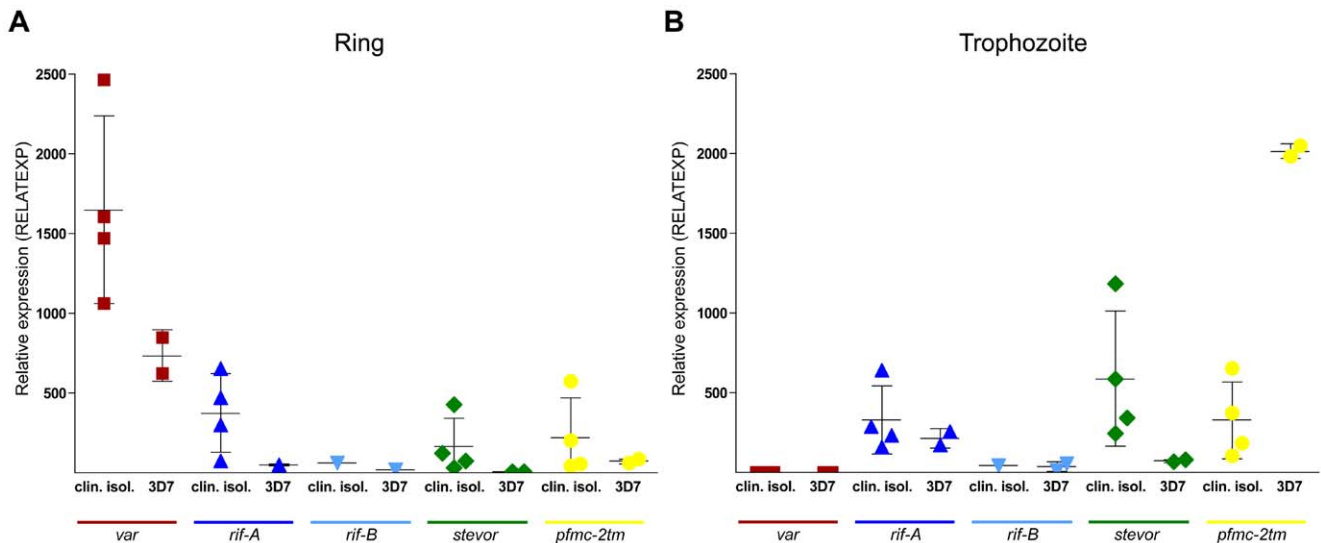 A
Ring
Relative expression (RELATEXP)
2500
2000
1500
1000
500
clin. isol. 3D7 clin. isol. 3D7 clin. isol. 3D7 clin. isol. 3D7 clin. isol. 3D7
var rif-A rif-B stevor pfmc-2tm
B
Trophozoite
Relative expression (RELATEXP)
2500
2000
1500
1000
500
clin. isol. 3D7 clin. isol. 3D7 clin. isol. 3D7 clin. isol. 3D7 clin. isol. 3D7
var rif-A rif-B stevor pfmc-2tm